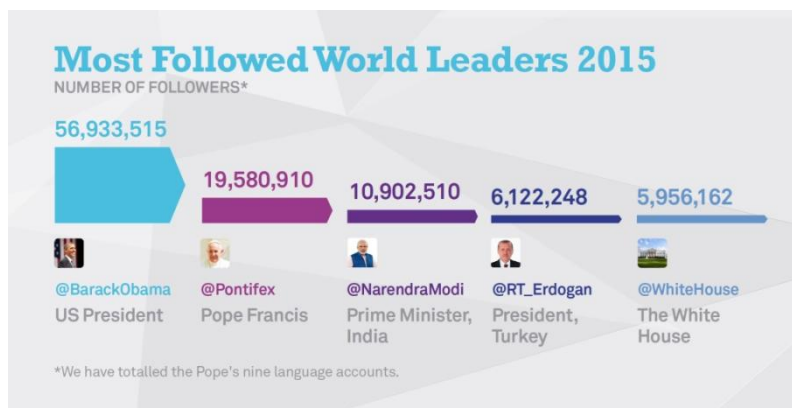 Most Followed World Leaders 2015
NUMBER OF FOLLOWERS*
56,933,515
19,580,910
10,902,510
6,122,248
5,956,162
@BarackObama
@Pontifex
@NarendraModi
@RT_Erdogan
@WhiteHouse
US President
Pope Francis
Prime Minister,
India
President,
Turkey
The White
House
*We have totalled the Pope's nine language accounts.